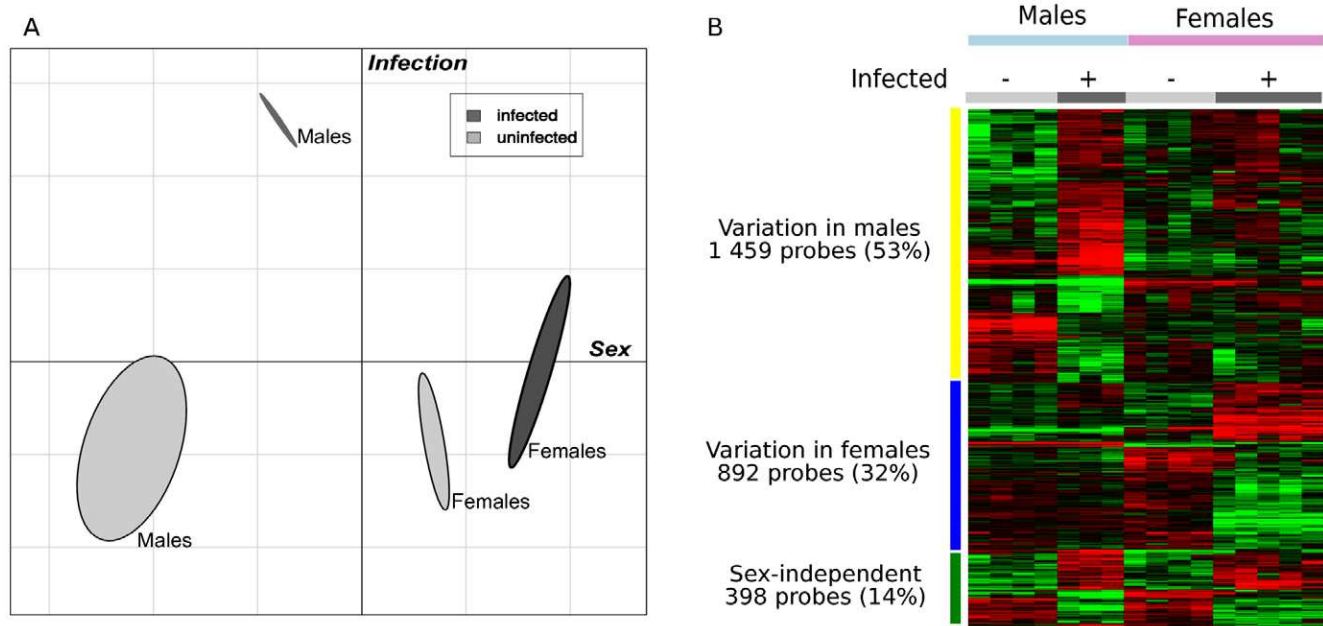 A
Infection
infected
uninfected
Males
Sex
Females
Females
Males
B
Males Females
Infected - + - +
Variation in males
1 459 probes (53%)
Variation in females
892 probes (32%)
Sex-independent
398 probes (14%)